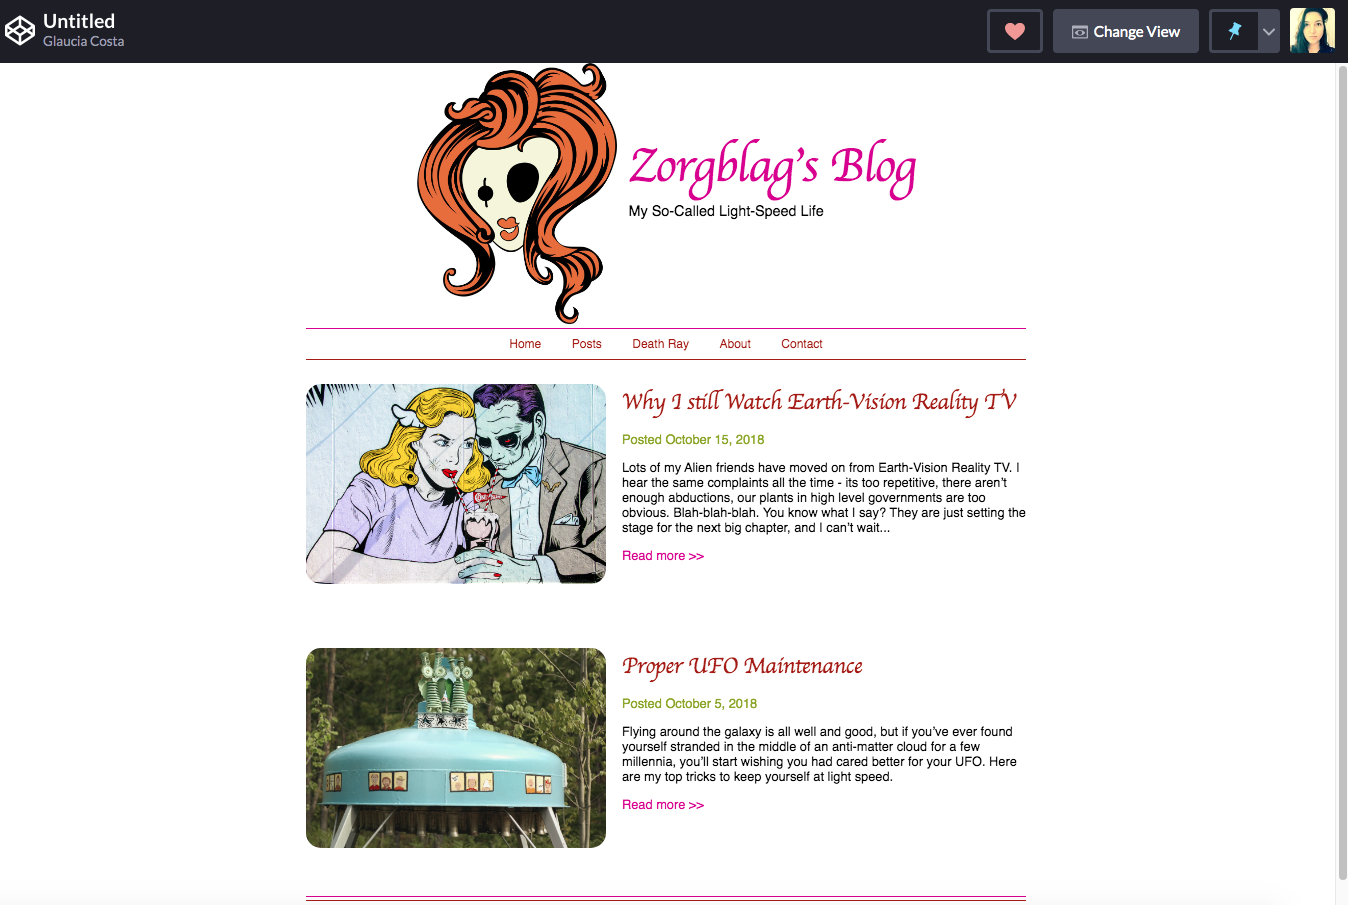 Untitled
Glaucia Costa
Change View
Zorgblag's Blog
My So-Called Light-Speed Life
Home Posts Death Ray About Contact
Why I still Watch Earth-Vision Reality TV
Posted October 15, 2018
Lots of my Alien friends have moved on from Earth-Vision Reality TV. I
hear the same complaints all the time - its too repetitive, there aren’t
enough abductions, our plants in high level governments are too
obvious. Blah-blah-blah. You know what I say? They are just setting the
stage for the next big chapter, and I can’t wait...
Read more >>
Proper UFO Maintenance
Posted October 5, 2018
Flying around the galaxy is all well and good, but if you’ve ever found
yourself stranded in the middle of an anti-matter cloud for a few
millennia, you’ll start wishing you had cared better for your UFO. Here
are my top tricks to keep yourself at light speed.
Read more >>